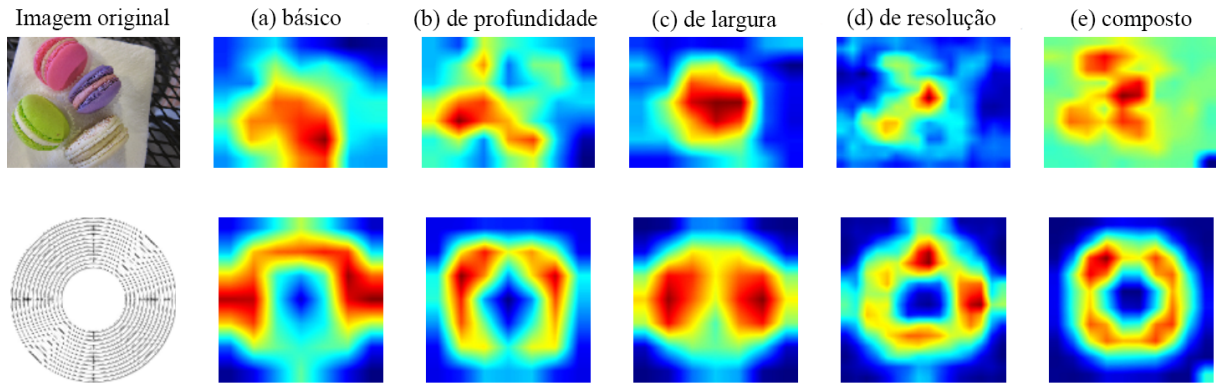 Imagem original
(a) básico
(b) de profundidade
(c) de largura
(d) de resolução
(e) composto